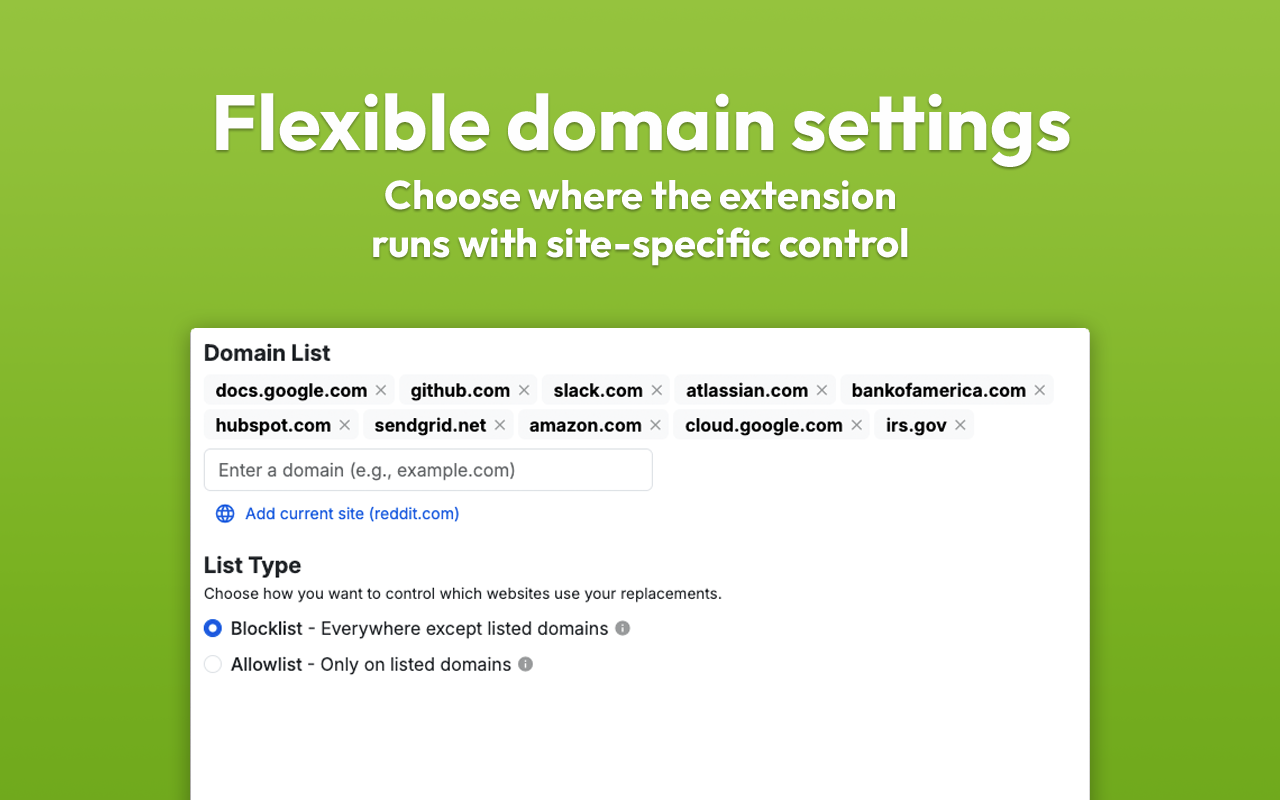 Flexible domain settings
Choose where the extension
runs with site-specific control
Domain List
docs.google.com github.com slack.com atlassian.com bankofamerica.com
hubspot.com sendgrid.net amazon.com cloud.google.com irs.gov
Enter a domain (e.g., example.com)
Add current site (reddit.com)
List Type
Choose how you want to control which websites use your replacements.
Blocklist - Everywhere except listed domains
Allowlist - Only on listed domains